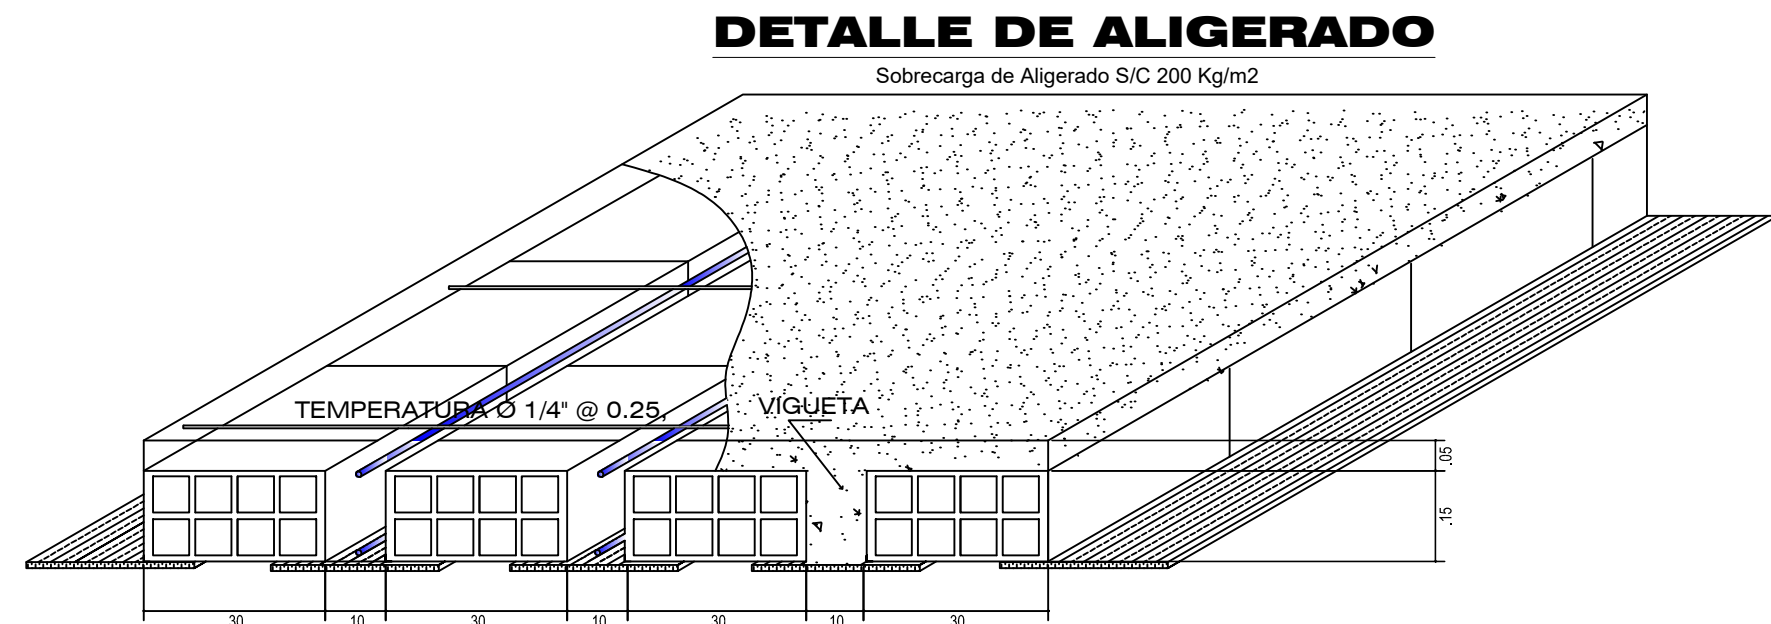 DETALLE DE ALIGERADO
Sobrecarga de Aligerado S/C 200 Kg/m2
TEMPERATURA Ø 1/4" @ 0.25,
VIGUETA
.05
.15
30 10 30 10 30 10 30